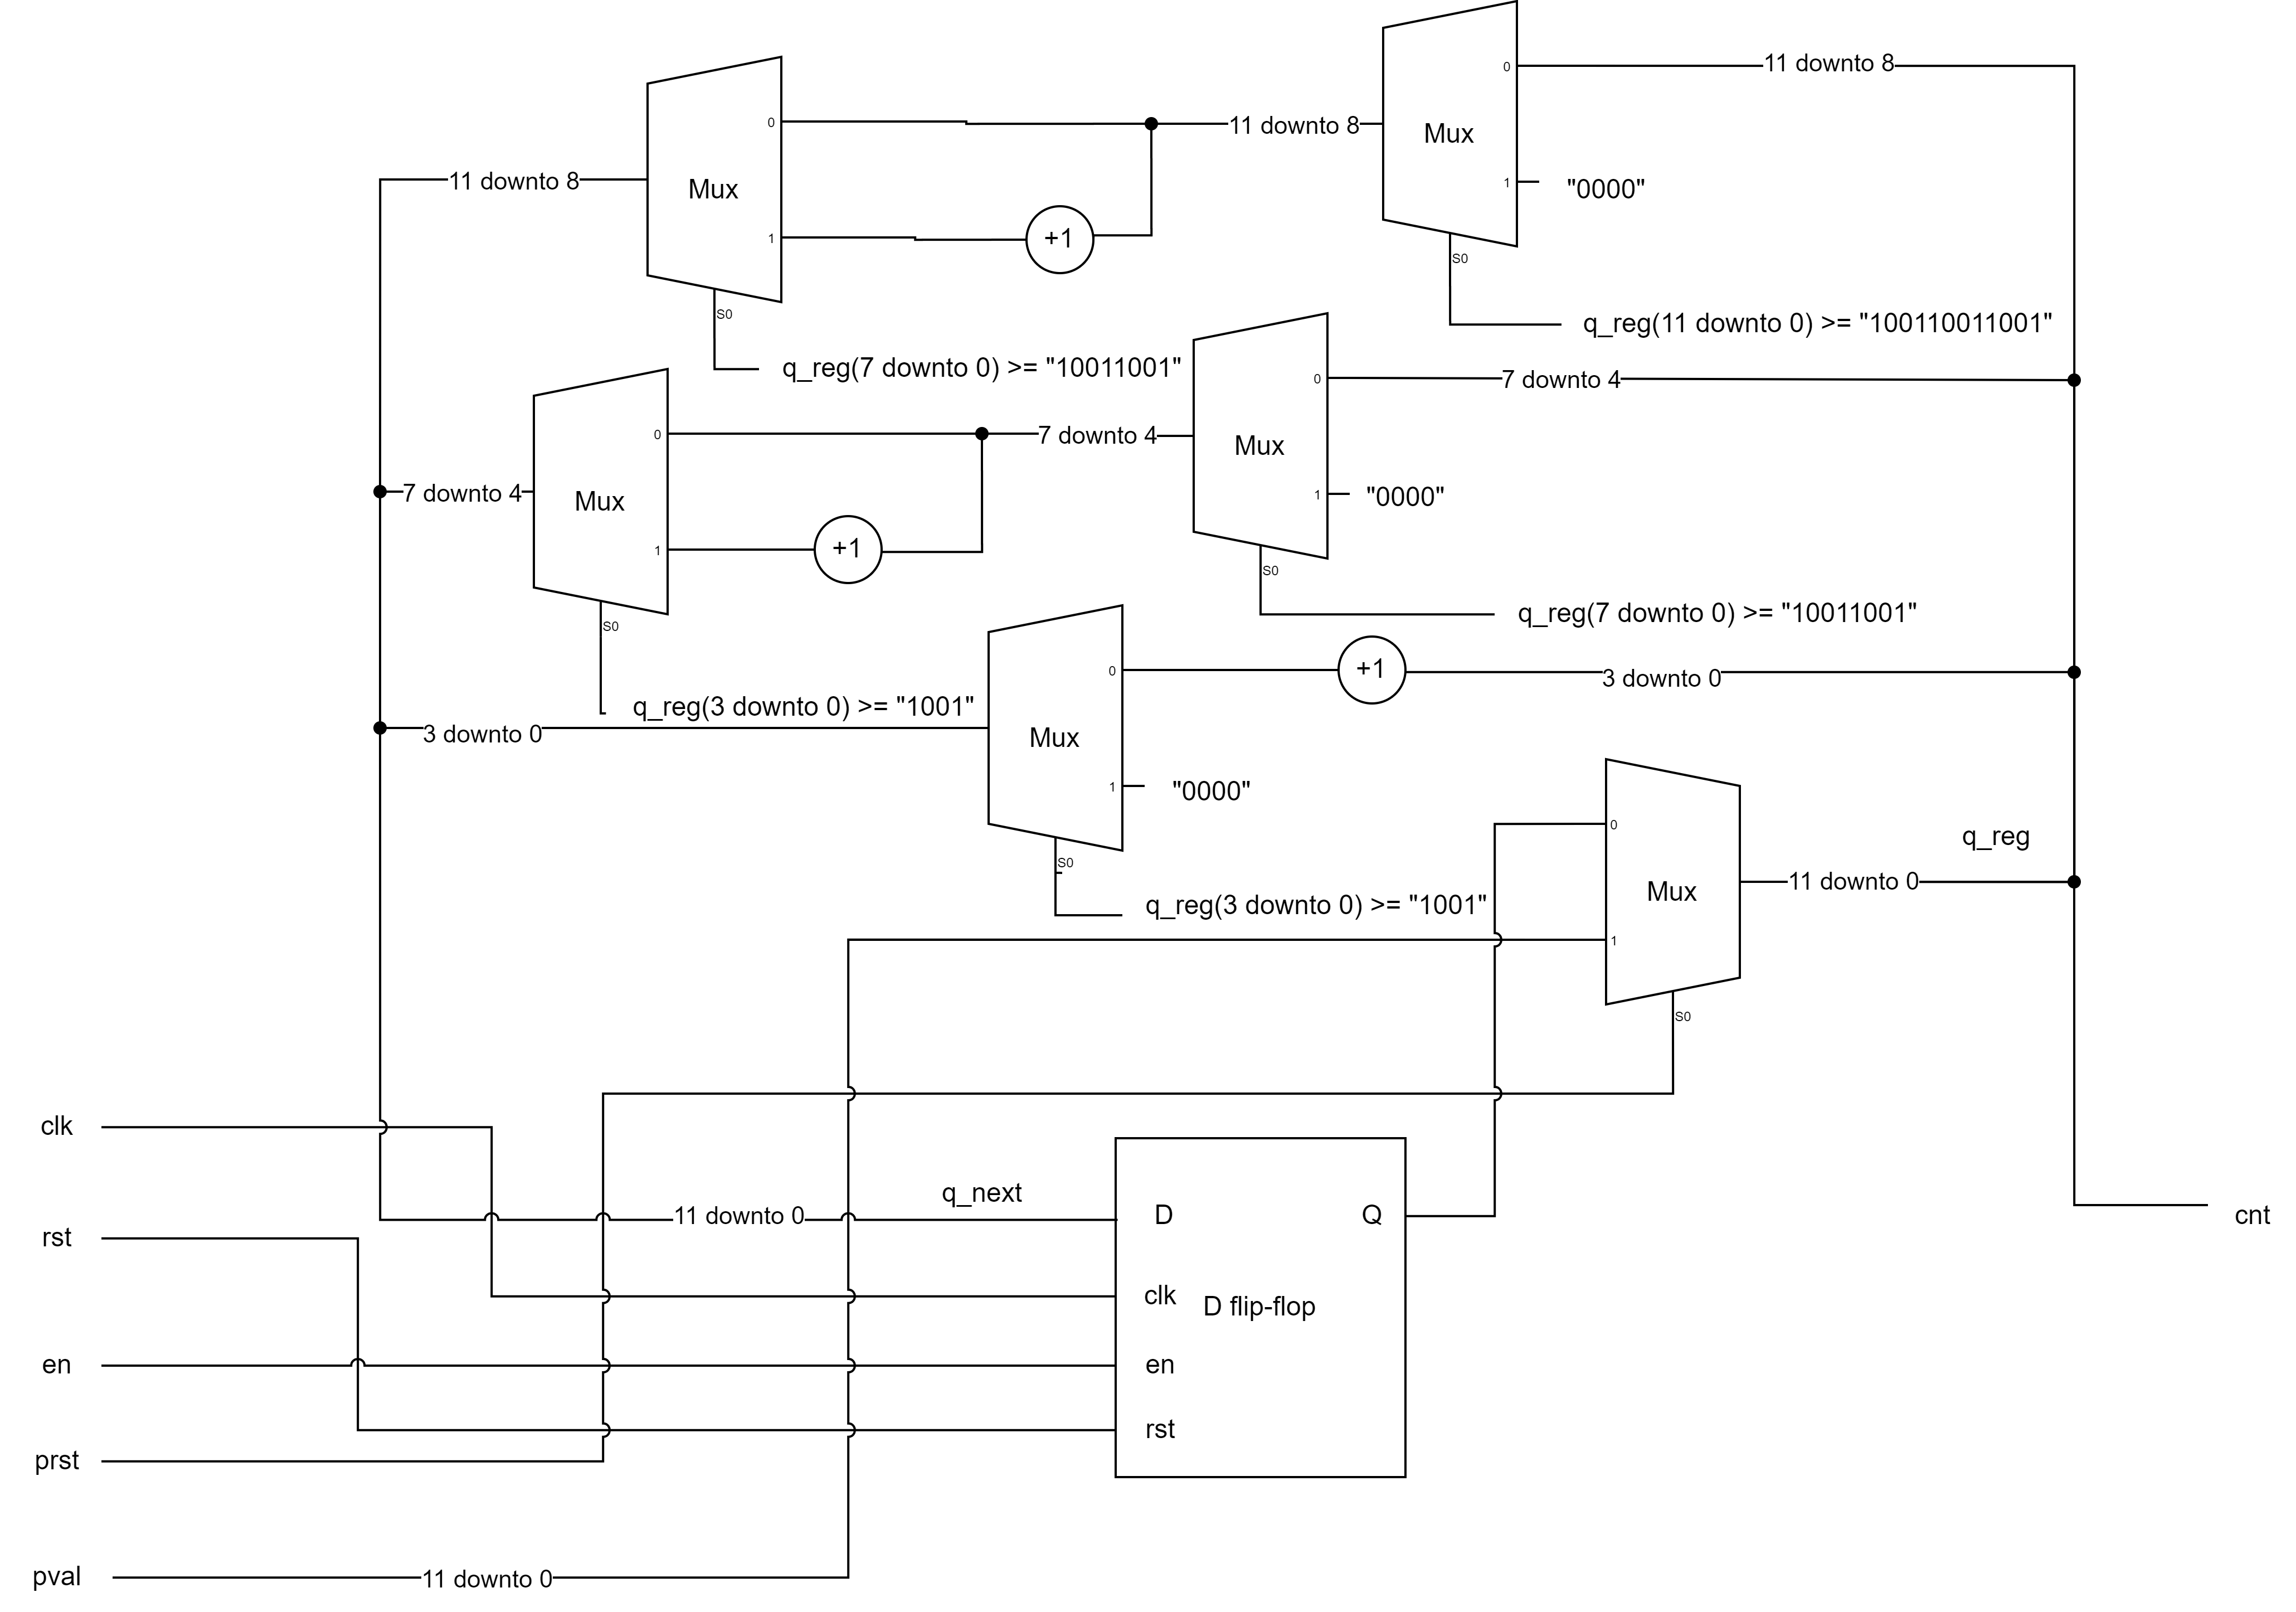 0
11 downto 8
Mux
1
"0000"
S0
q_reg(11 downto 0) >= "100110011001"
0
11 downto 8
11 downto 8
Mux
1
+1
S0
q_reg(7 downto 0) >= "10011001"
0
7 downto 4
Mux
1
"0000"
S0
q_reg(7 downto 0) >= "10011001"
0
7 downto 4
7 downto 4
Mux
1
+1
S0
q_reg(3 downto 0) >= "1001"
3 downto 0
0
+1
3 downto 0
Mux
1
"0000"
S0
q_reg(3 downto 0) >= "1001"
0
q_reg
Mux
11 downto 0
1
S0
clk
q_next
11 downto 0
D
Q
cnt
rst
clk
D flip-flop
en
en
rst
prst
pval
11 downto 0